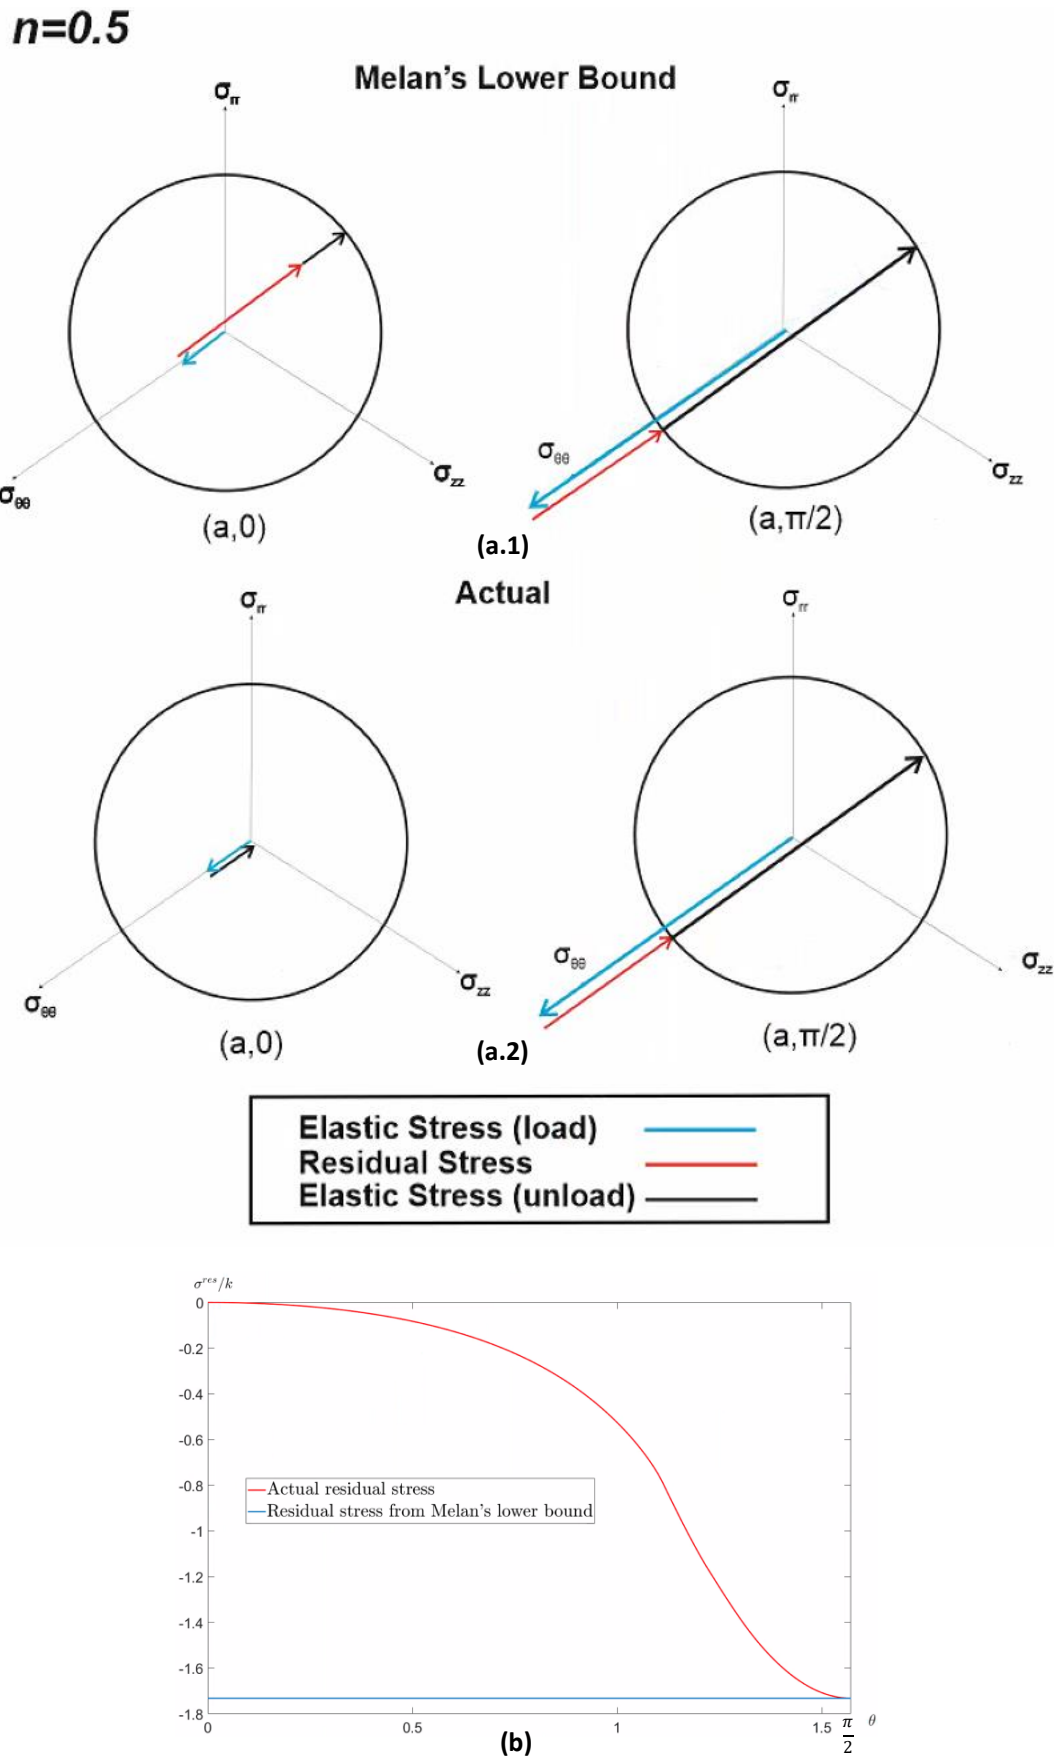 n=0.5
Melan's Lower Bound
σrr
σrr
σθθ
σzz
σθθ
σzz
(a,0)
(a,π/2)
(a.1)
Actual
σrr
σrr
σθθ
σzz
σθθ
σzz
(a,0)
(a,π/2)
(a.2)
Elastic Stress (load)
Residual Stress
Elastic Stress (unload)
σ^res/k
0
-0.2
-0.4
-0.6
-0.8
-1
-1.2
-1.4
-1.6
-1.8
Actual residual stress
Residual stress from Melan's lower bound
0
0.5
1
1.5
π/2
θ
(b)